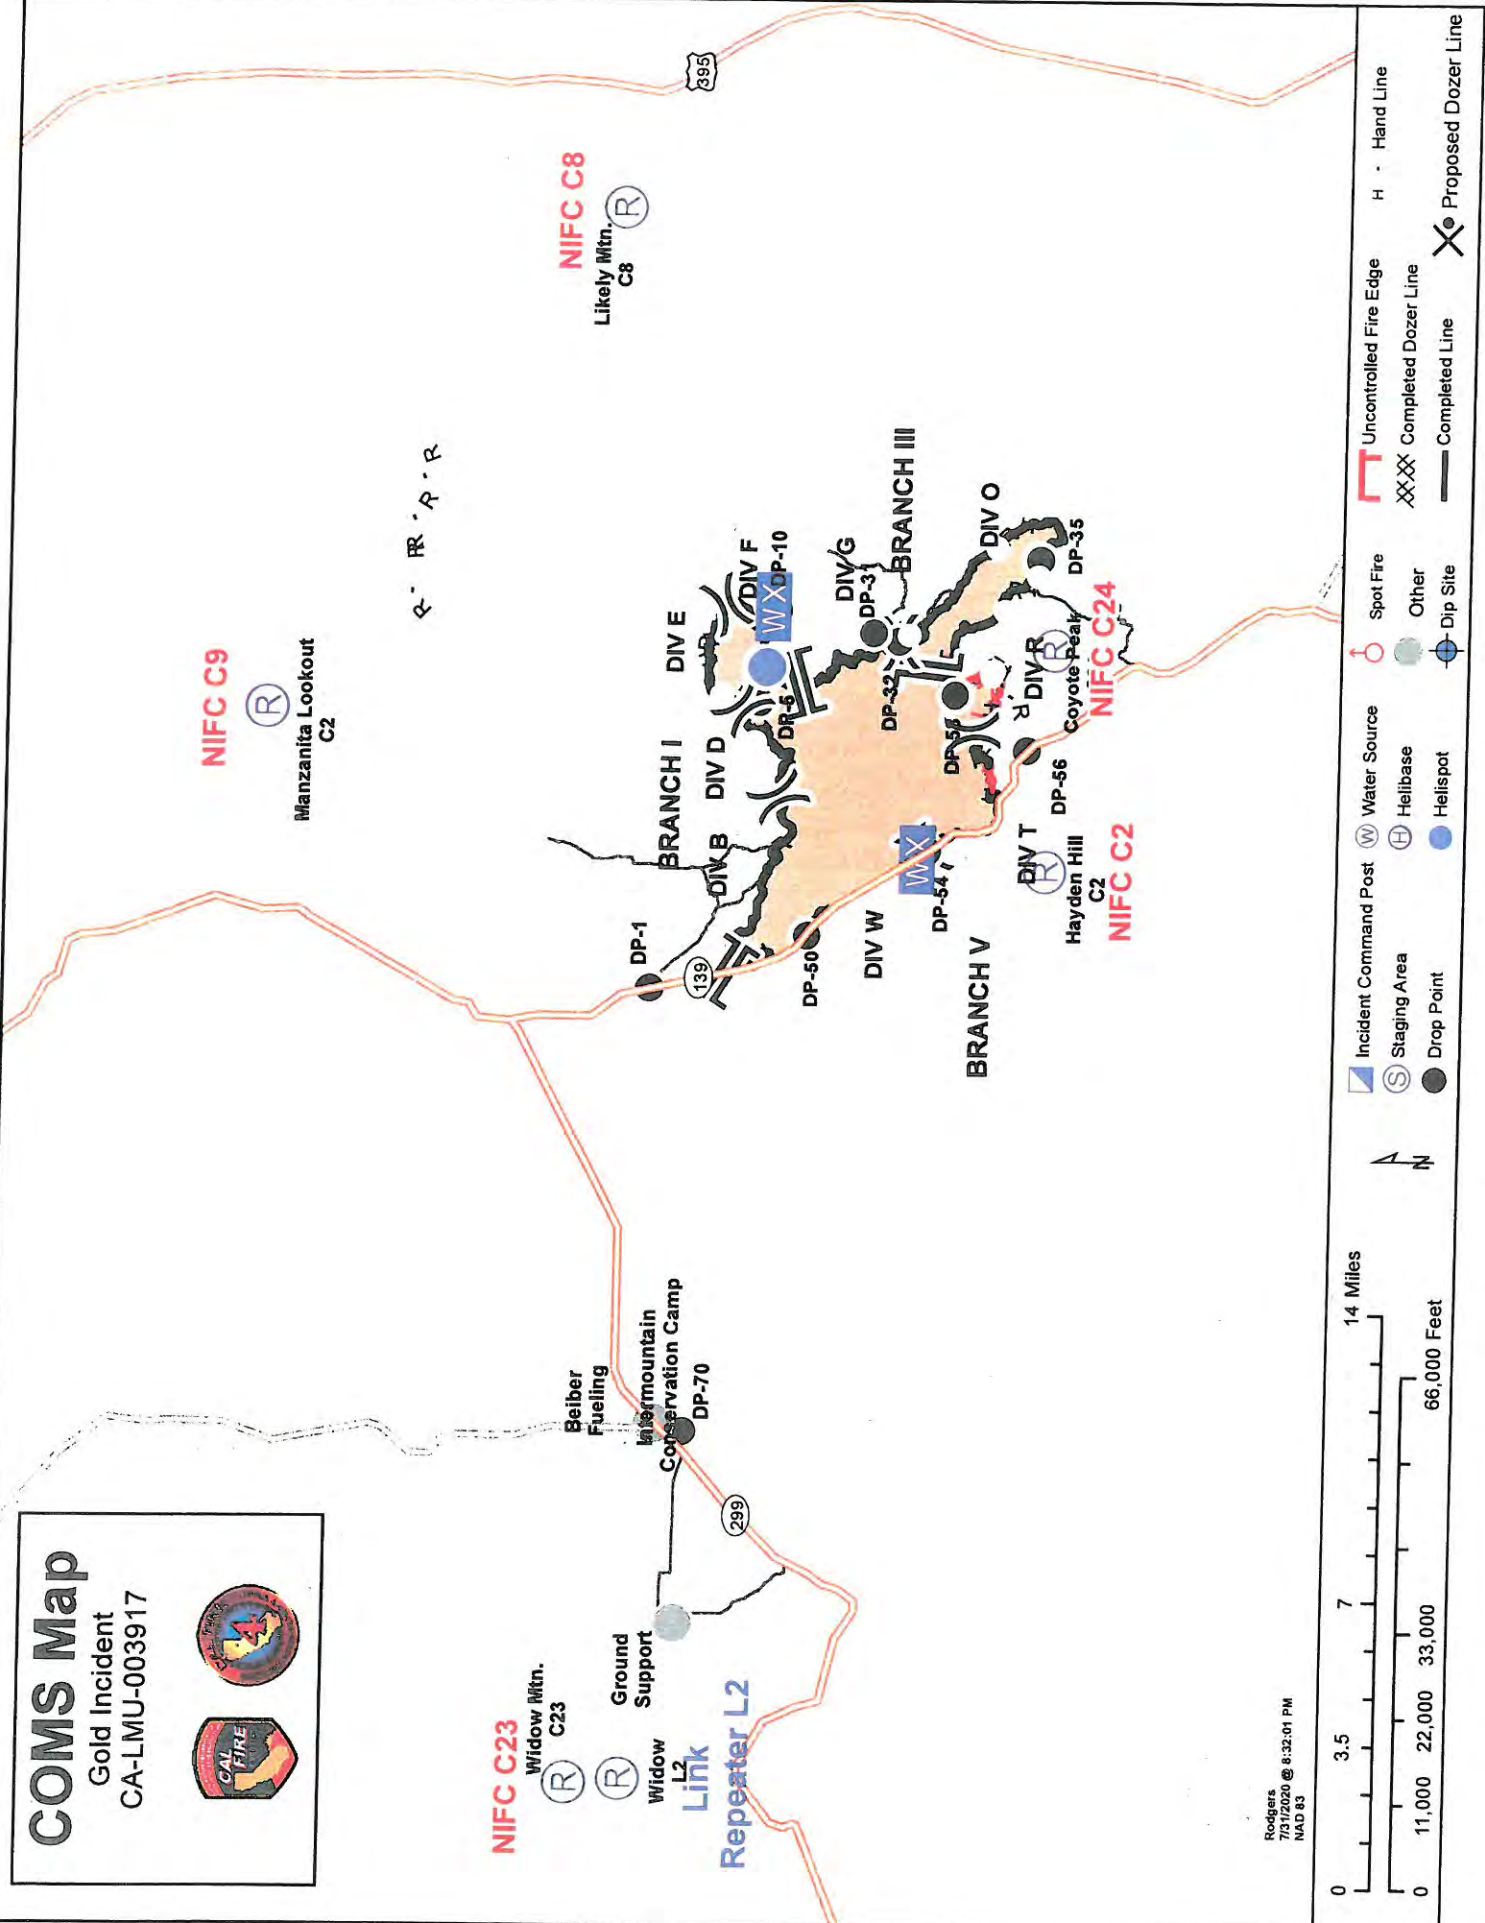 COMS Map
Gold Incident
CA-LMU-003917
CAL FIRE
4
NIFC C9
R
Manzanita Lookout
C2
395
NIFC C8
Likely Mtn.
C8
R
R - R R - R - R
NIFC C23
Widow Mtn.
C23
R
R
Widow
L2
Link
Repeater L2
Ground
Support
299
Beiber
Fueling
Intermountain
Conservation Camp
DP-70
DP-1
139
BRANCH I
DIV B
DIV D
DIV E
DIV F
DP-10
WX
DP-5
DIV G
DP-31
BRANCH III
DP-32
DIV O
DP-35
DP-50
DIV W
WX
DP-54
BRANCH V
DIV T
R
Hayden Hill
C2
NIFC C2
DP-56
R
DIV R
R
Coyote Peak
NIFC C24
Rodgers
7/31/2020 @ 8:32:01 PM
NAD 83
0 3.5 7 14 Miles
0 11,000 22,000 33,000 66,000 Feet
N
Incident Command Post
S Staging Area
Drop Point
W Water Source
H Helibase
Helispot
Spot Fire
Other
Dip Site
Uncontrolled Fire Edge
XXXX Completed Dozer Line
Completed Line
H - Hand Line
X Proposed Dozer Line